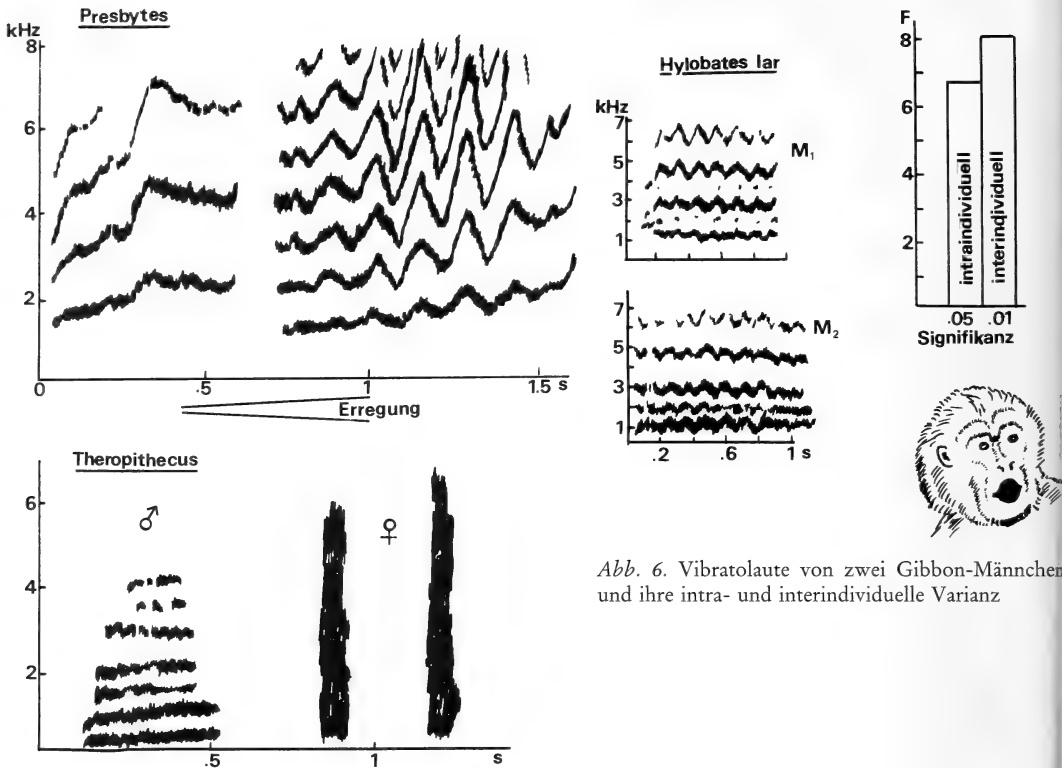 Presbytes
kHz
8
6
4
2
0
.5
1
1.5 s
Erregung
Theropithecus
♂
♀
6
4
2
.5
1
s
Hylobates lar
kHz
7
5
3
1
M1
7
5
3
1
M2
.2
.6
1 s
F
8
6
4
2
intraindividuell
interindividuell
.05 .01
Signifikanz
Abb. 6. Vibratolaute von zwei Gibbon-Männchen
und ihre intra- und interindividuelle Varianz